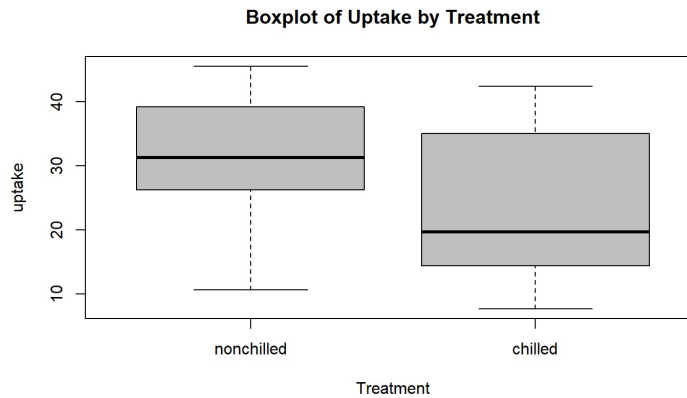 Boxplot of Uptake by Treatment
uptake
40
30
20
10
nonchilled chilled
Treatment